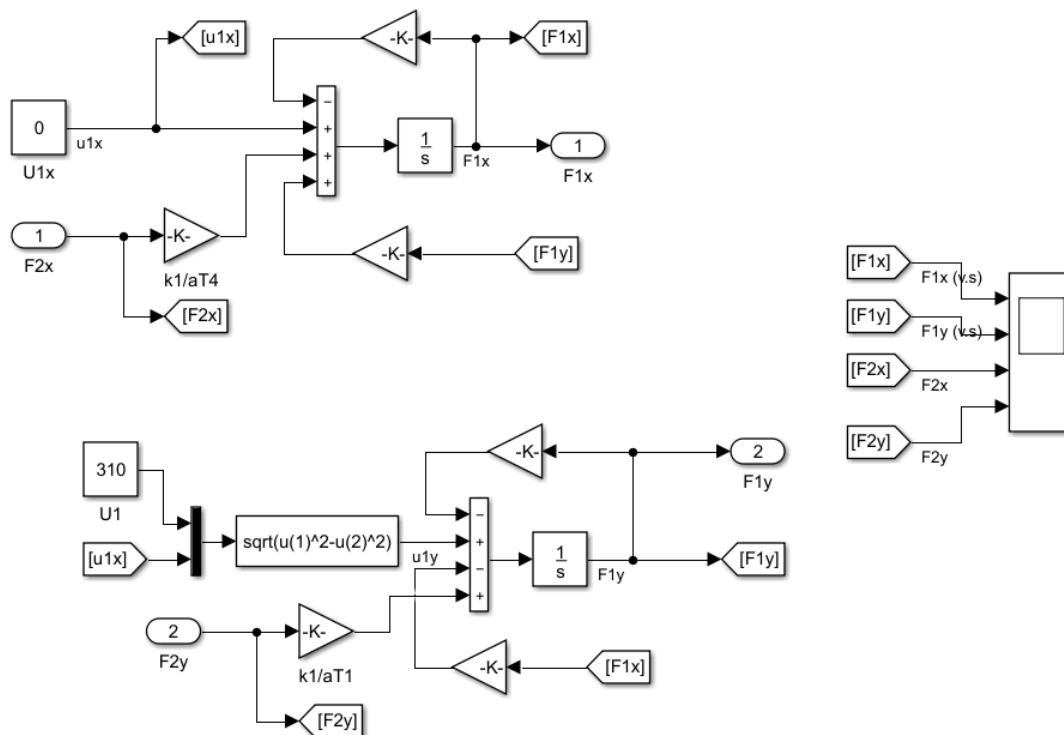 [u1x]
-K-
[F1x]
0
u1x
U1x
−
+
+
+
1
s
F1x
1
F1x
1
F2x
-K-
k1/aT4
[F2x]
-K-
[F1y]
[F1x]
F1x (v.s)
[F1y]
F1y (v.s)
[F2x]
F2x
[F2y]
F2y
-K-
2
F1y
310
U1
[u1x]
sqrt(u(1)^2-u(2)^2)
u1y
−
+
−
+
1
s
F1y
[F1y]
2
F2y
-K-
k1/aT1
[F2y]
-K-
[F1x]